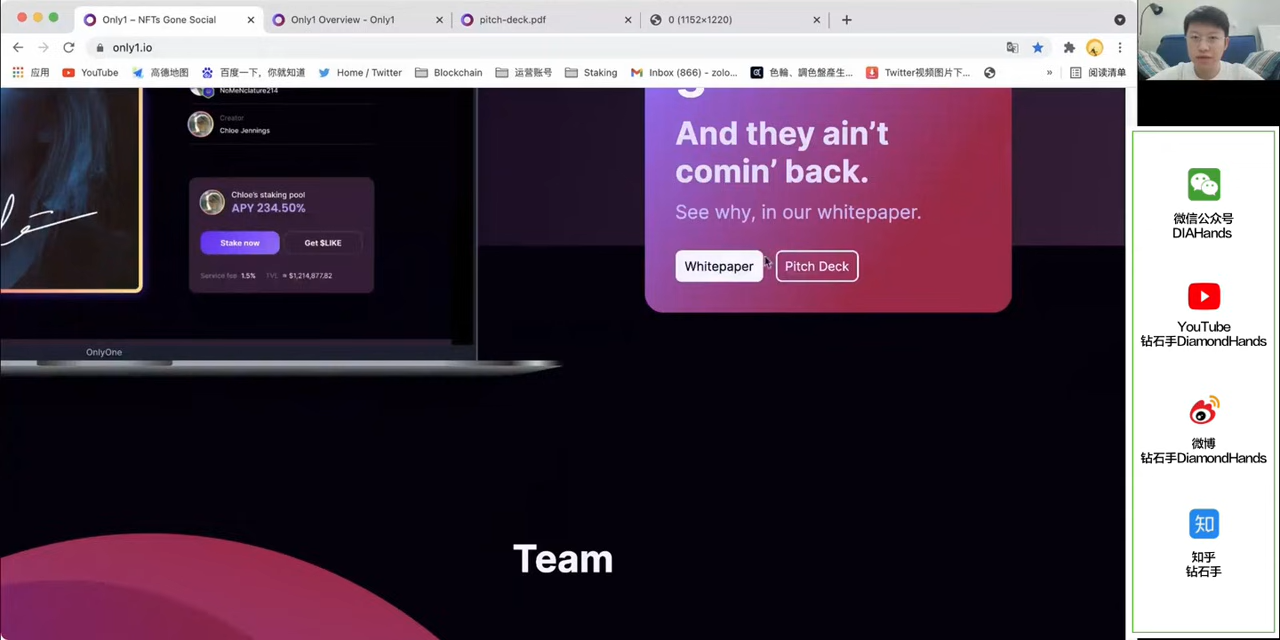 Only1 – NFTs Gone Social
Only1 Overview - Only1
pitch-deck.pdf
0 (1152×1220)
only1.io
应用
YouTube
高德地图
百度一下，你就知道
Home / Twitter
Blockchain
运营账号
Staking
Inbox (866) - zolo...
色輪、調色盤產生...
Twitter视频图片下...
»
阅读清单
NoMeNclature214
Creator
Chloe Jennings
Chloe's staking pool
APY 234.50%
Stake now
Get $LIKE
Service fee 1.5% TVL ≈ $1,214,877.82
OnlyOne
And they ain’t
comin’ back.
See why, in our whitepaper.
Whitepaper
Pitch Deck
Team
微信公众号
DIAHands
YouTube
钻石手DiamondHands
微博
钻石手DiamondHands
知
知乎
钻石手